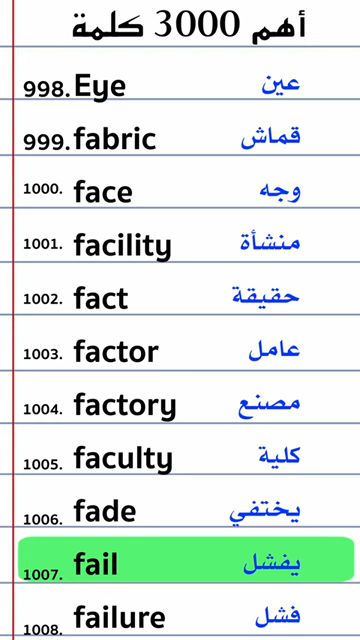 أهم 3000 كلمة
998. Eye عين
999. fabric قماش
1000. face وجه
1001. facility منشأة
1002. fact حقيقة
1003. factor عامل
1004. factory مصنع
1005. faculty كلية
1006. fade يختفي
1007. fail يفشل
1008. failure فشل